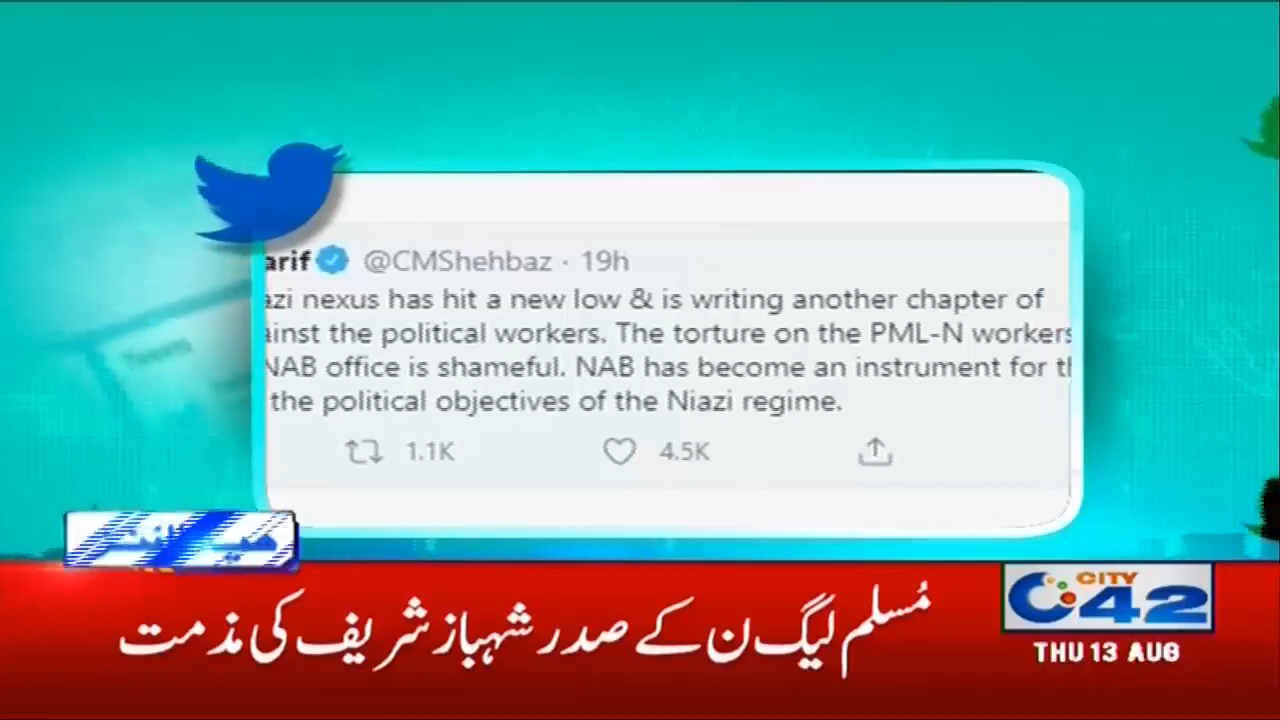 arif @CMShehbaz · 19h
azi nexus has hit a new low & is writing another chapter of
ainst the political workers. The torture on the PML-N workers
NAB office is shameful. NAB has become an instrument for th
the political objectives of the Niazi regime.
1.1K 4.5K
ہیڈ لائنز
مُسلم لیگ ن کے صدر شہباز شریف کی مذمت
CITY
42
THU 13 AUG